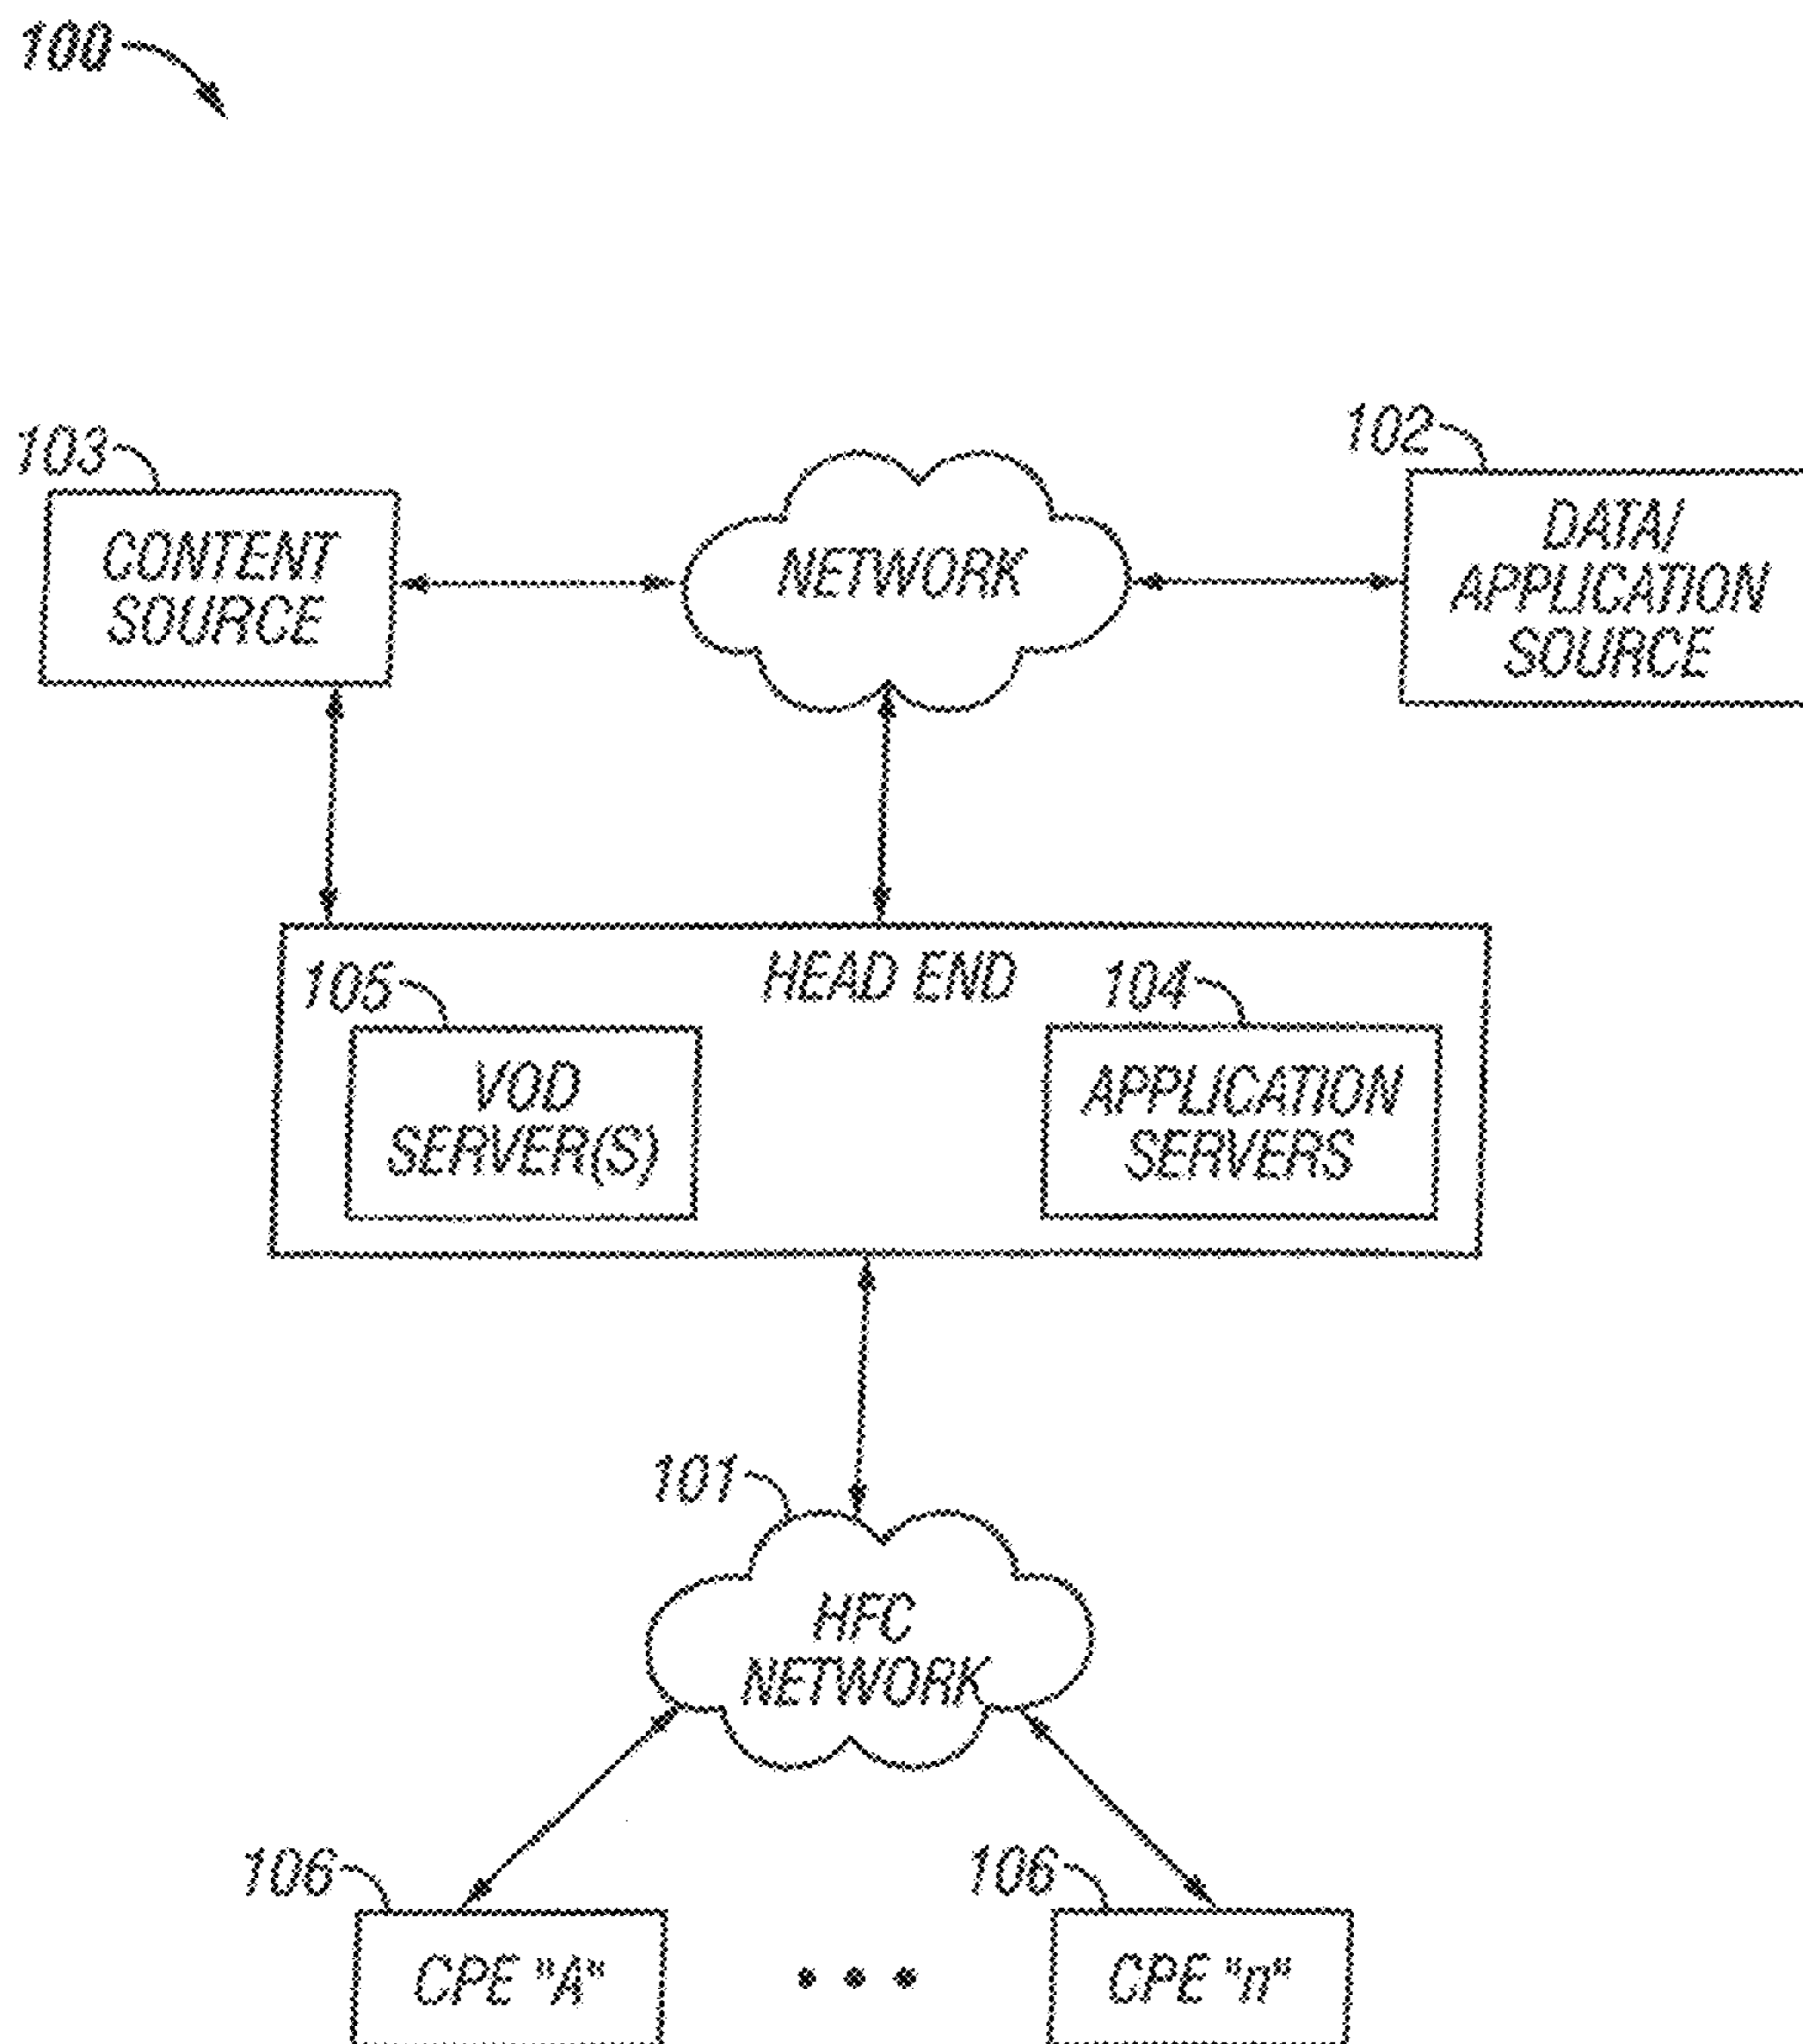 100
103
102
CONTENT
SOURCE
NETWORK
DATA/
APPLICATION
SOURCE
HEAD END
105
104
VOD
SERVER(S)
APPLICATION
SERVERS
101
HFC
NETWORK
106
106
CPE "A"
• • •
CPE "n"